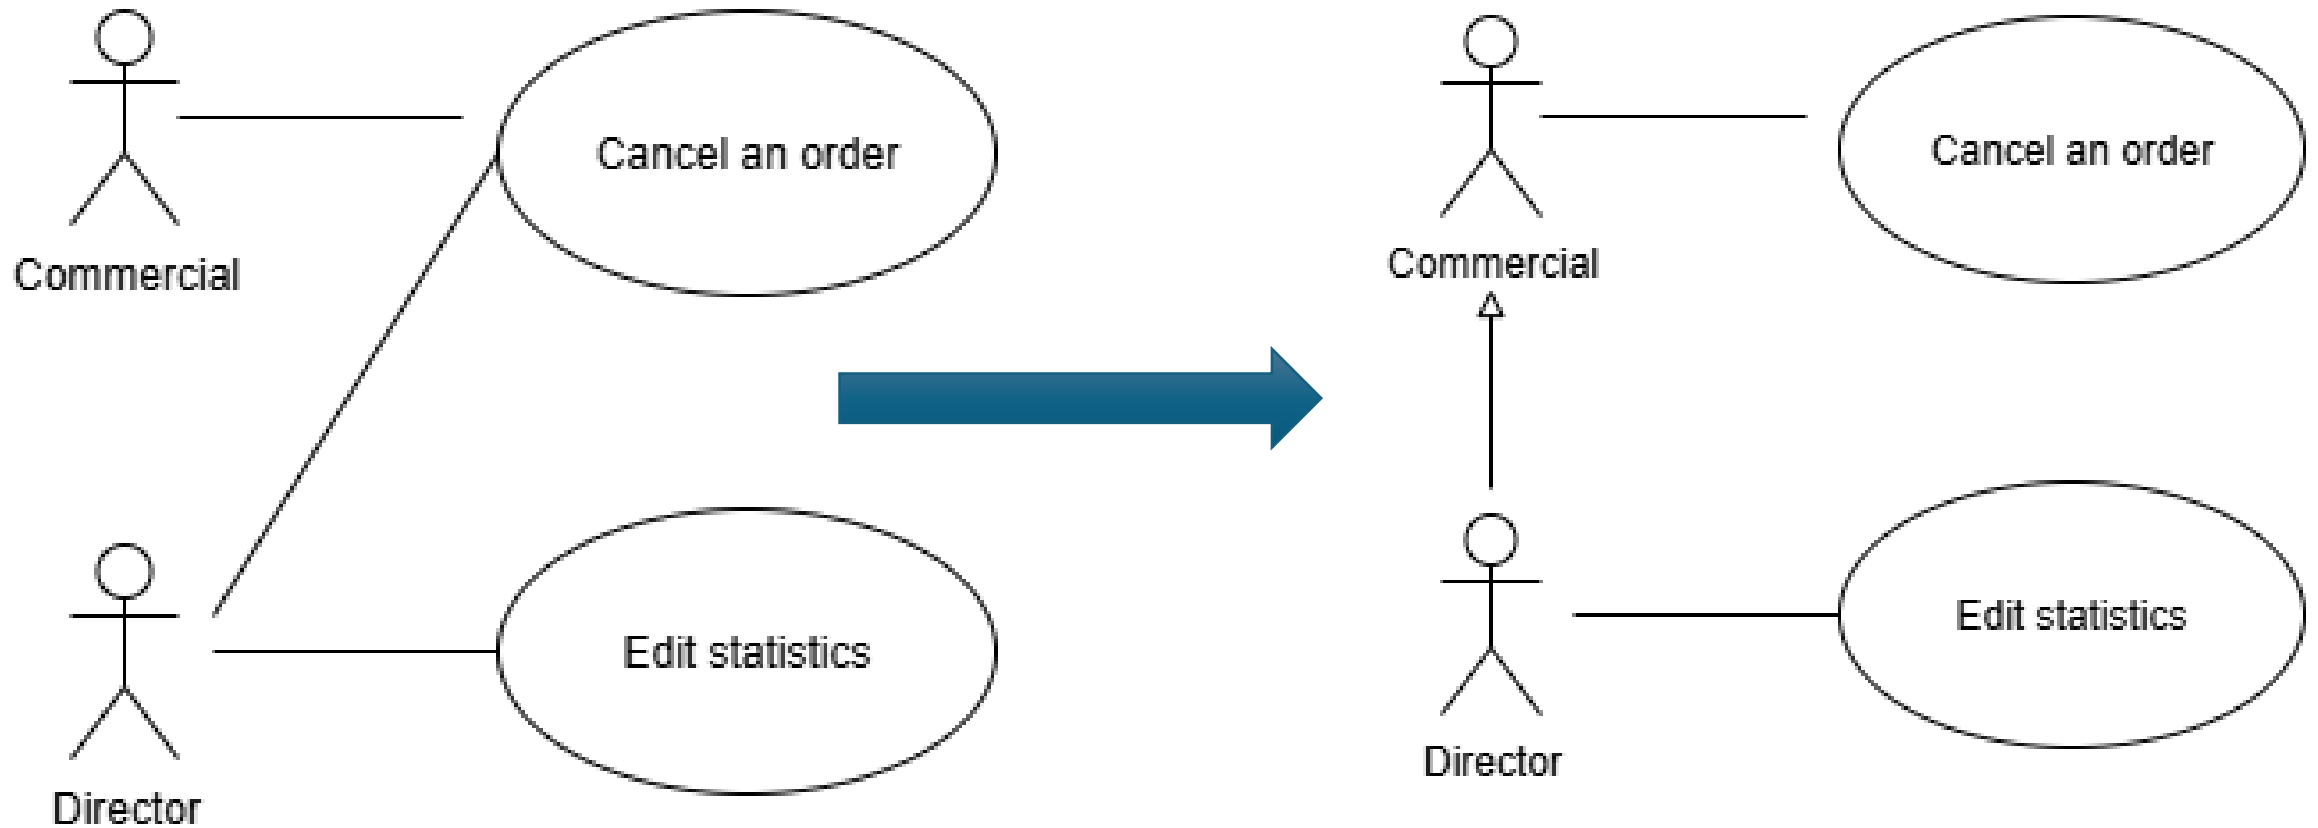 Cancel an order
Commercial
Edit statistics
Director
Cancel an order
Commercial
Edit statistics
Director